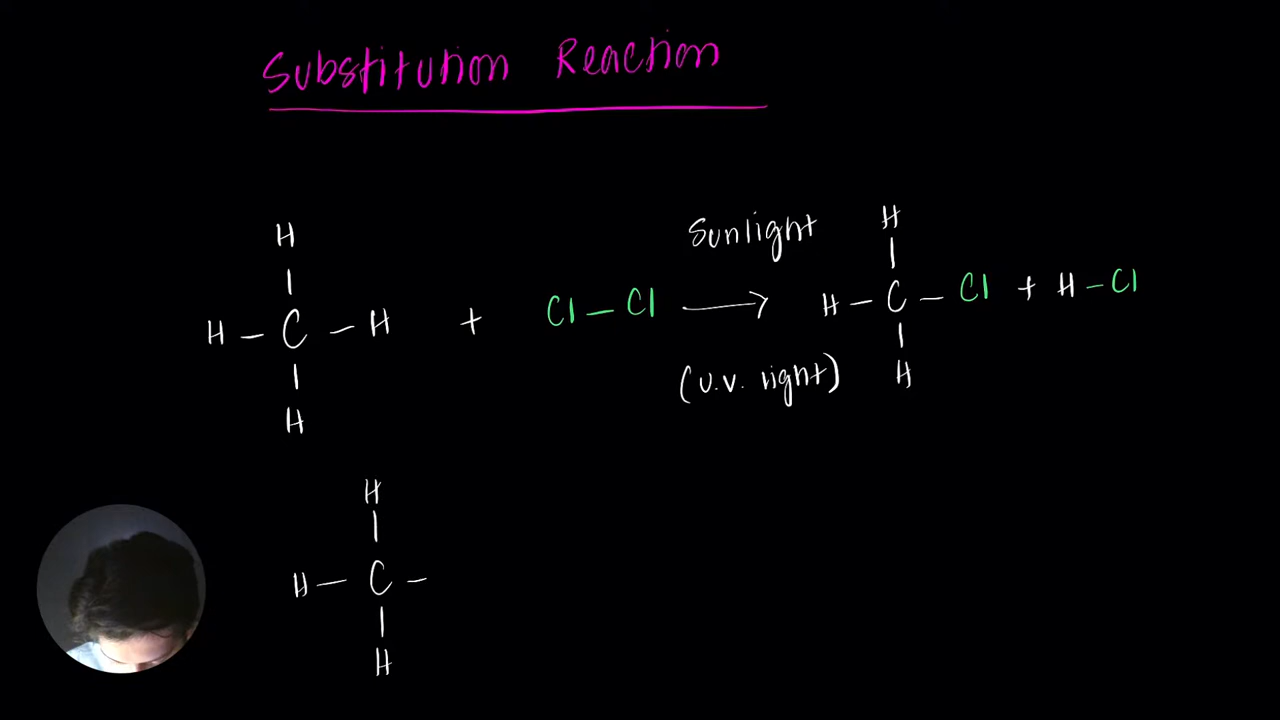 Substitution Reaction
H
|
H – C – H + Cl – Cl ⟶ H – C – Cl + H – Cl
|
H
Sunlight
(U.V. light)
H
|
|
H
H
|
H – C –
|
H